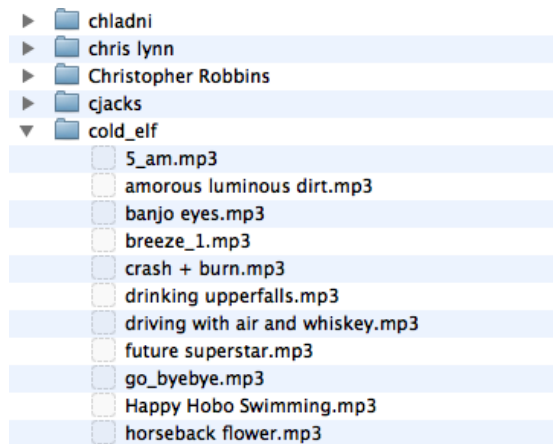 chladni
chris lynn
Christopher Robbins
cjacks
cold_elf
5_am.mp3
amorous luminous dirt.mp3
banjo eyes.mp3
breeze_1.mp3
crash + burn.mp3
drinking upperfalls.mp3
driving with air and whiskey.mp3
future superstar.mp3
go_byebye.mp3
Happy Hobo Swimming.mp3
horseback flower.mp3